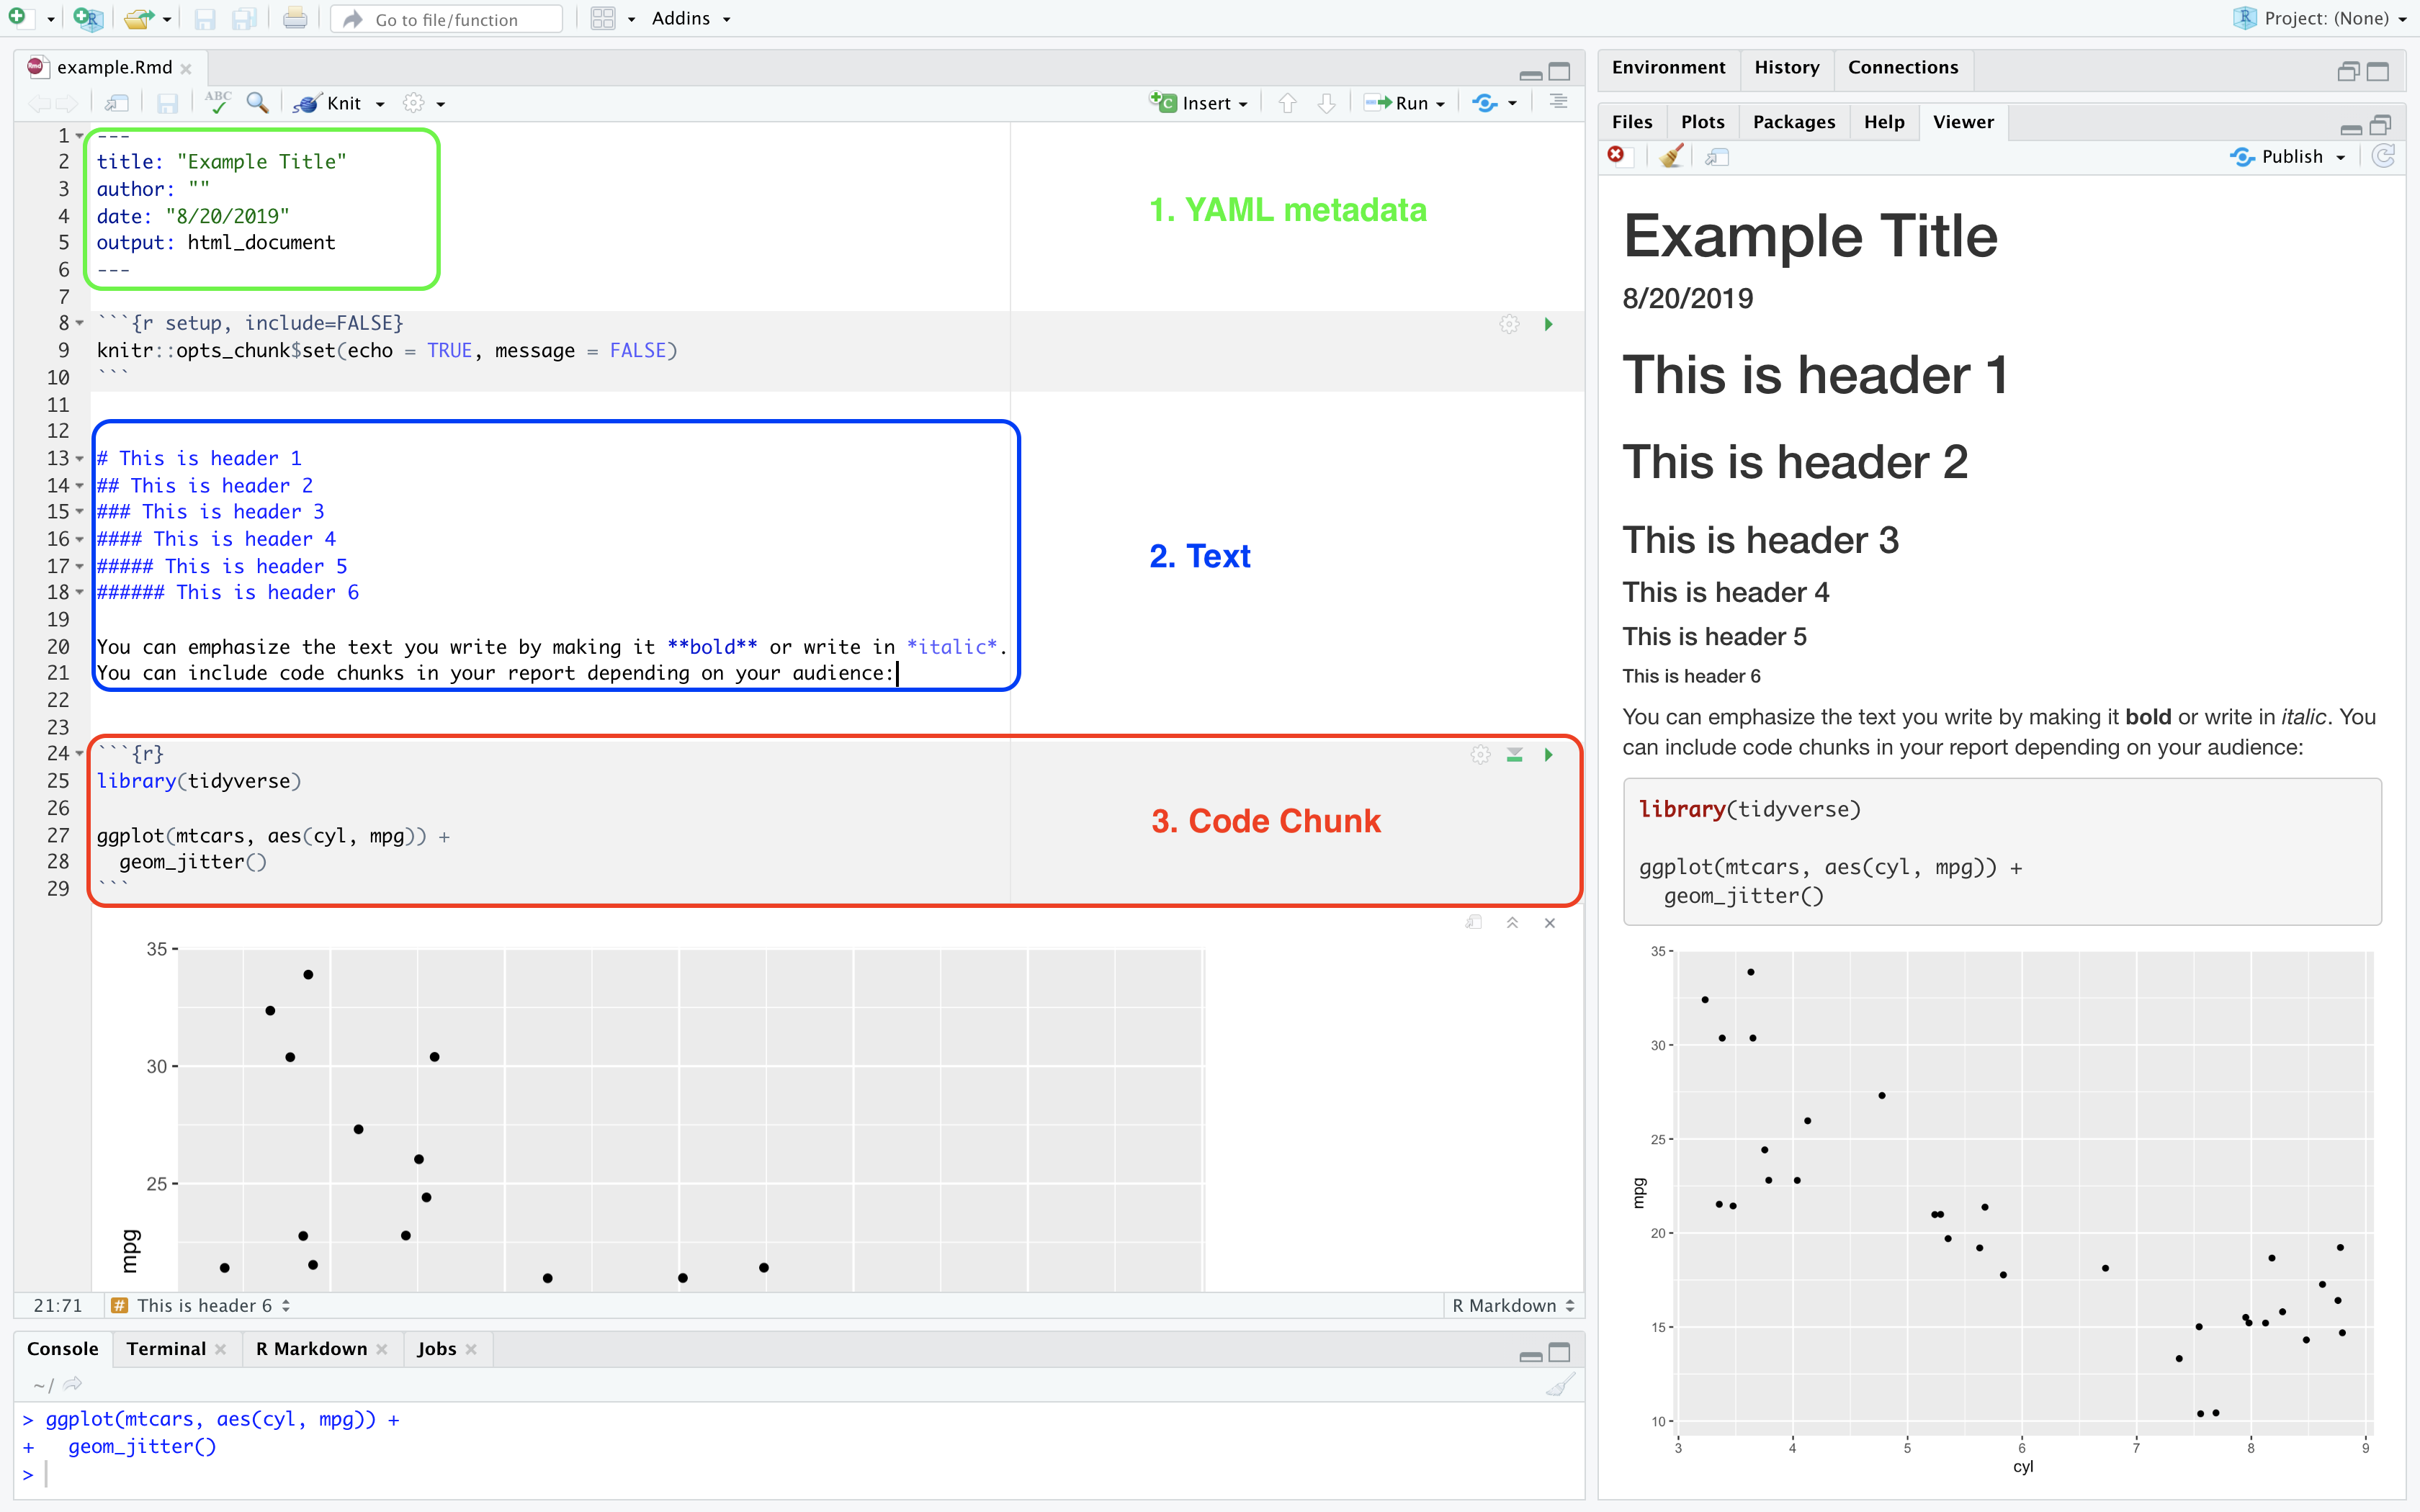 Go to file/function
Addins
Project: (None)
example.Rmd
ABC
Knit
Insert
Run
1 ---
2 title: "Example Title"
3 author: ""
4 date: "8/20/2019"
5 output: html_document
6 ---
7
8 ```{r setup, include=FALSE}
9 knitr::opts_chunk$set(echo = TRUE, message = FALSE)
10 ```
11
12
13 # This is header 1
14 ## This is header 2
15 ### This is header 3
16 #### This is header 4
17 ##### This is header 5
18 ###### This is header 6
19
20 You can emphasize the text you write by making it **bold** or write in *italic*.
21 You can include code chunks in your report depending on your audience:
22
23
24 ```{r}
25 library(tidyverse)
26
27 ggplot(mtcars, aes(cyl, mpg)) +
28   geom_jitter()
29 ```
1. YAML metadata
2. Text
3. Code Chunk
35
30
25
mpg
21:71
# This is header 6
R Markdown
Console
Terminal
R Markdown
Jobs
~/
> ggplot(mtcars, aes(cyl, mpg)) +
+   geom_jitter()
>
Environment
History
Connections
Files
Plots
Packages
Help
Viewer
Publish
Example Title
8/20/2019
This is header 1
This is header 2
This is header 3
This is header 4
This is header 5
This is header 6
You can emphasize the text you write by making it bold or write in italic. You
can include code chunks in your report depending on your audience:
library(tidyverse)
ggplot(mtcars, aes(cyl, mpg)) +
  geom_jitter()
35
30
25
20
15
10
mpg
3 4 5 6 7 8 9
cyl